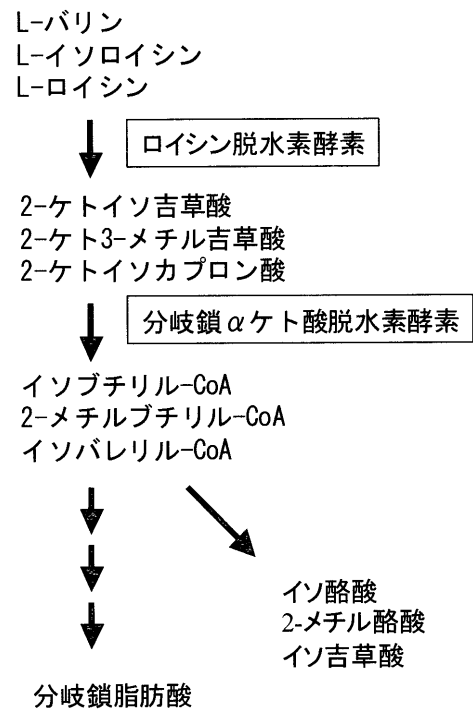 L-バリン
L-イソロイシン
L-ロイシン
ロイシン脱水素酵素
2-ケトイソ吉草酸
2-ケト3-メチル吉草酸
2-ケトイソカプロン酸
分岐鎖αケト酸脱水素酵素
イソブチリル-CoA
2-メチルブチリル-CoA
イソバレリル-CoA
イソ酪酸
2-メチル酪酸
イソ吉草酸
分岐鎖脂肪酸